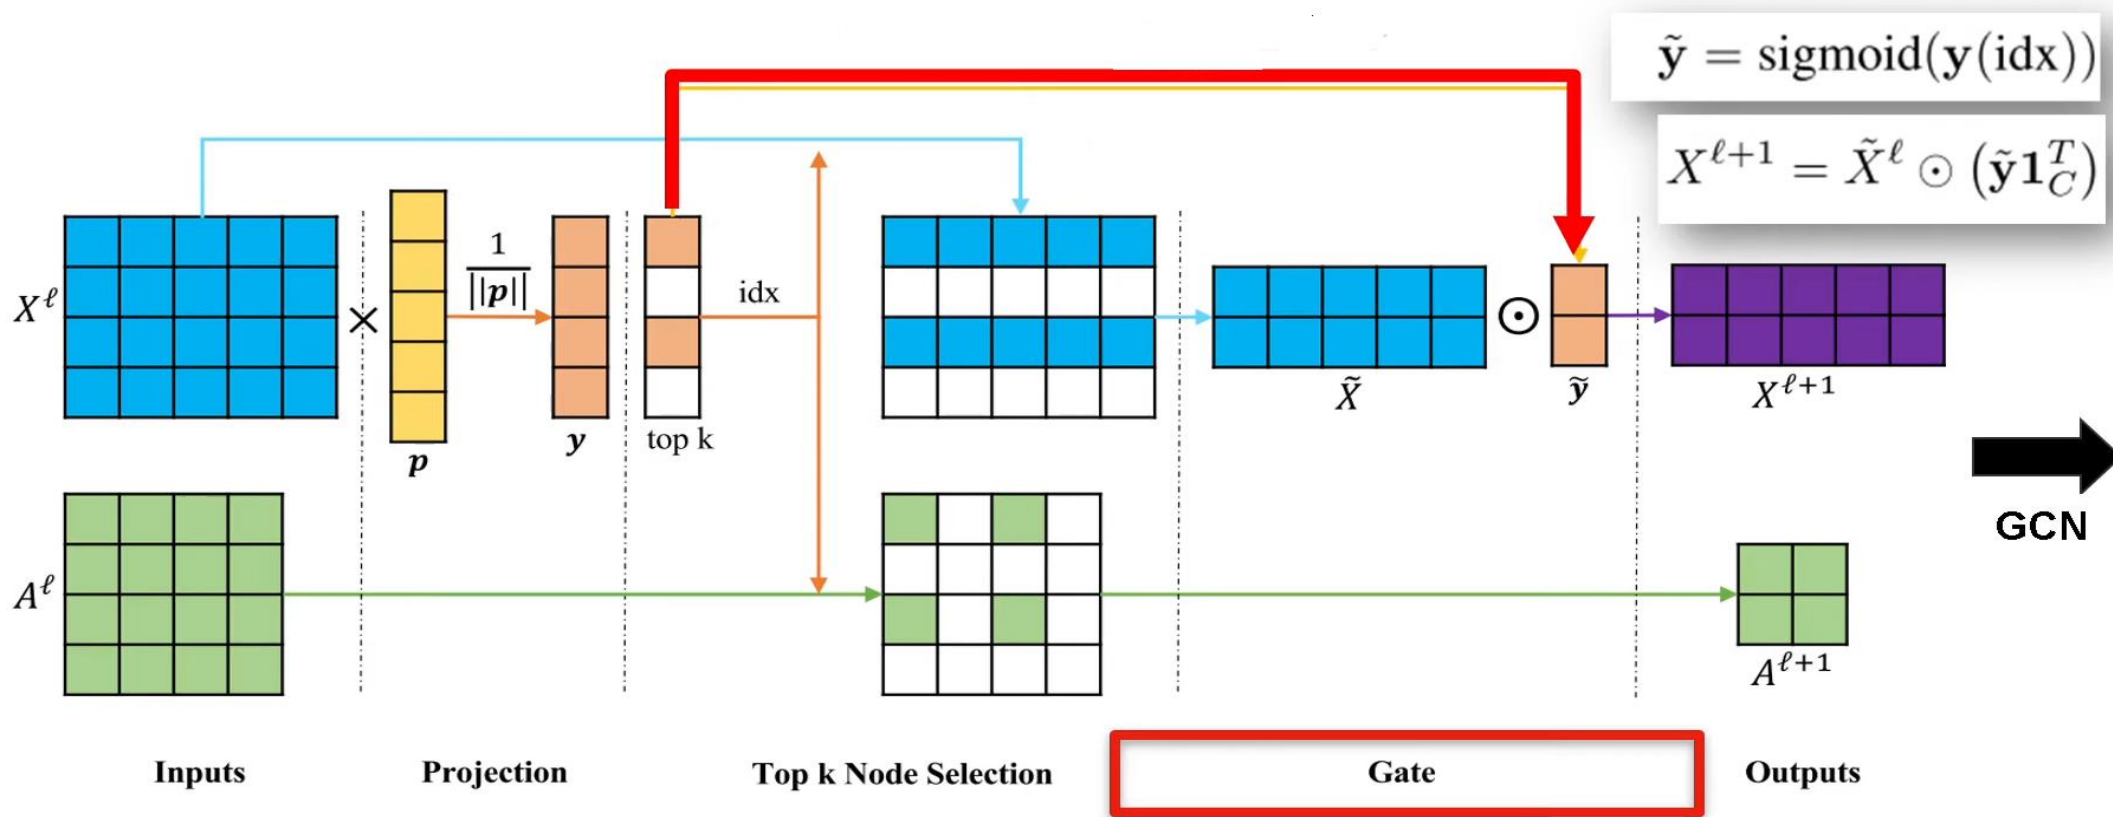 ỹ = sigmoid(y(idx))
X^{ℓ+1} = X̃^ℓ ⊙ (ỹ1_C^T)
X^ℓ
×
p
1
||p||
y
top k
idx
X̃
⊙
ỹ
X^{ℓ+1}
GCN
A^ℓ
A^{ℓ+1}
Inputs
Projection
Top k Node Selection
Gate
Outputs